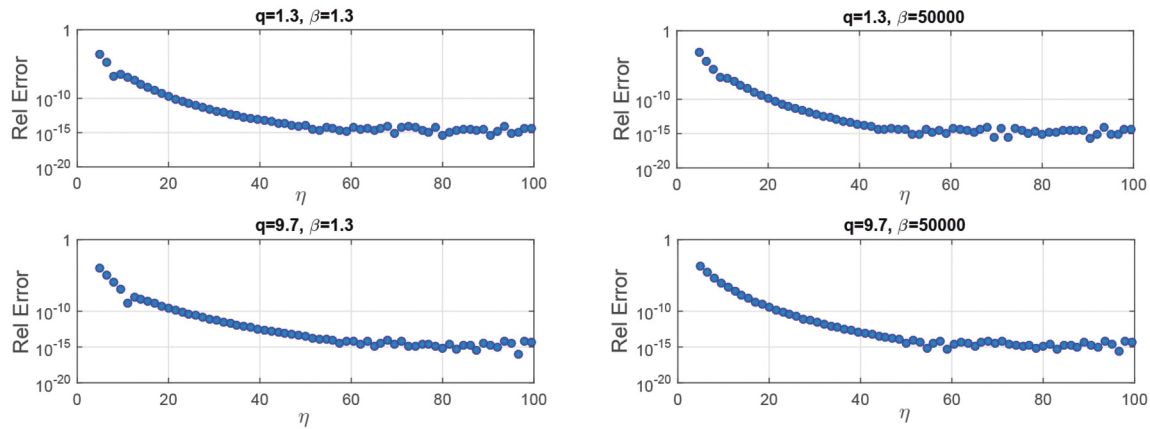 q=1.3, β=1.3
Rel Error
1
10^-10
10^-15
10^-20
0 20 40 60 80 100
η
q=1.3, β=50000
Rel Error
1
10^-10
10^-15
10^-20
0 20 40 60 80 100
η
q=9.7, β=1.3
Rel Error
1
10^-10
10^-15
10^-20
0 20 40 60 80 100
η
q=9.7, β=50000
Rel Error
1
10^-10
10^-15
10^-20
0 20 40 60 80 100
η